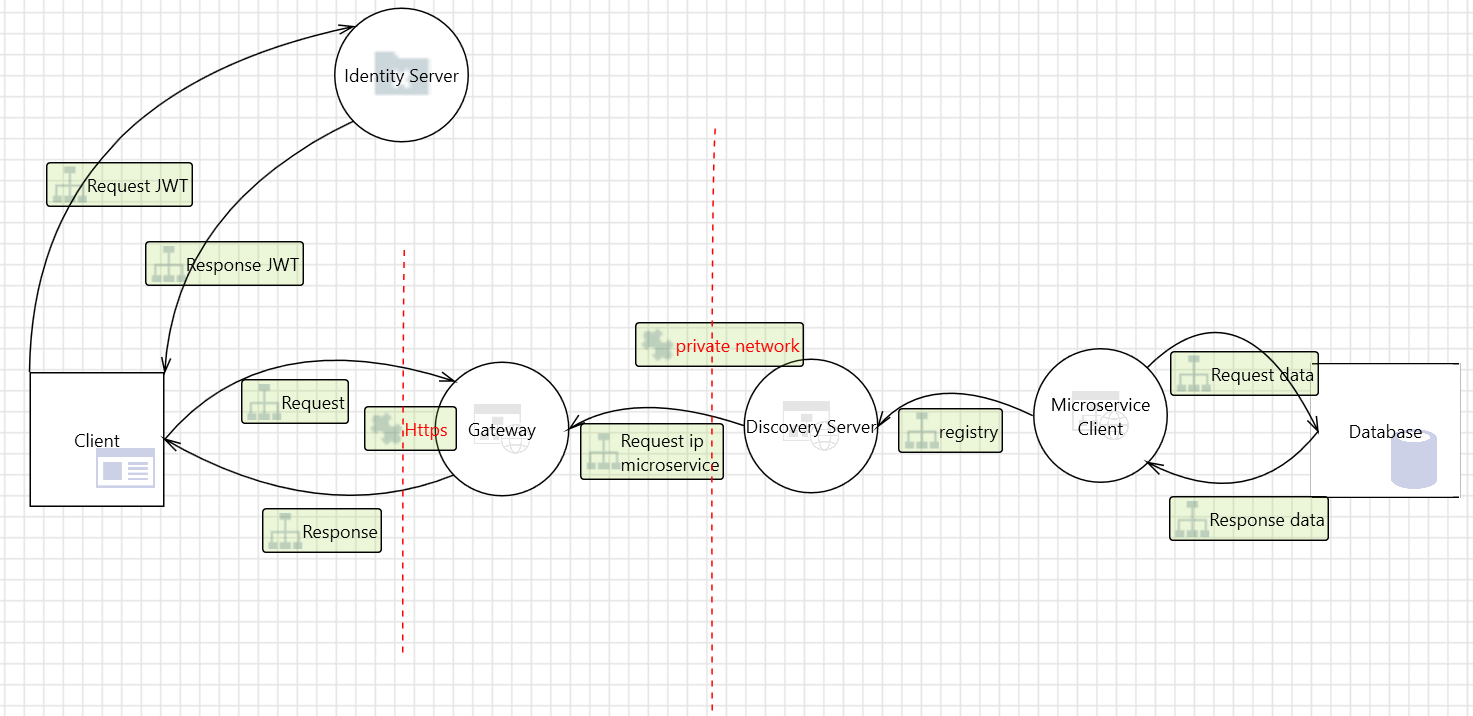 Identity Server
Request JWT
Response JWT
private network
Request
Https
Client
Gateway
Request ip
microservice
Discovery Server
registry
Microservice
Client
Request data
Database
Response
Response data